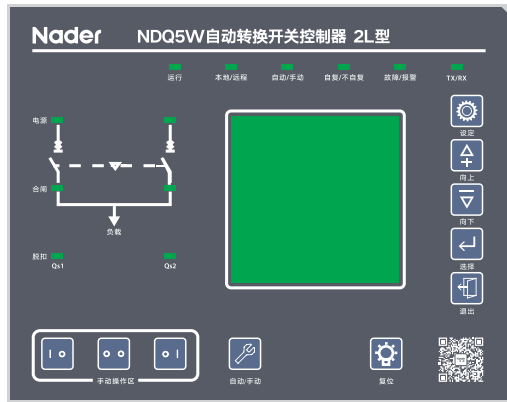 Nader NDQ5W自动转换开关控制器 2L型
运行 本地/远程 自动/手动 自复/不自复 故障/报警 TX/RX
电源
设定
向上
合闸
向下
负载
脱扣
Qs1 Qs2
选择
退出
手动操作区 自动/手动 复位